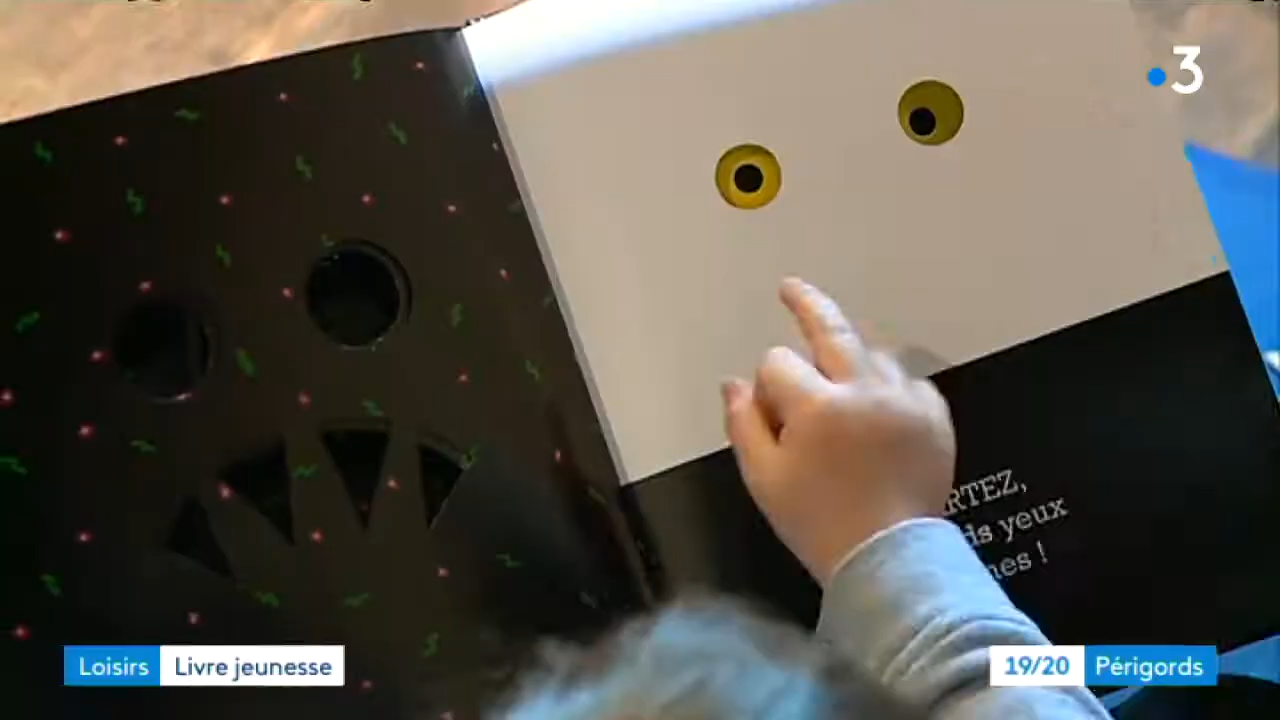 3
RTEZ,
ds yeux
nes !
Loisirs Livre jeunesse
19/20 Périgords